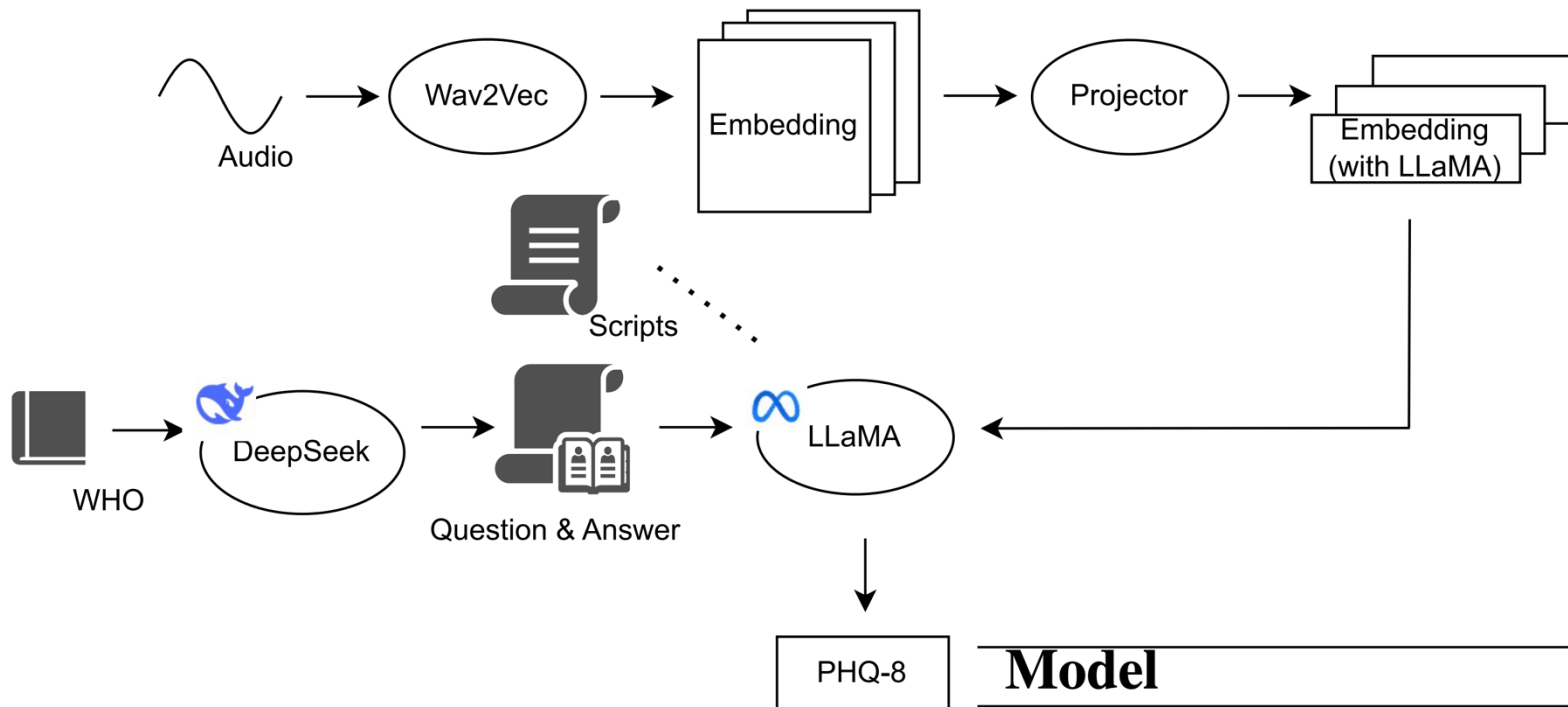 Wav2Vec
Projector
Embedding
Embedding
(with LLaMA)
Audio
Scripts
LLaMA
DeepSeek
WHO
Question & Answer
PHQ-8
Model